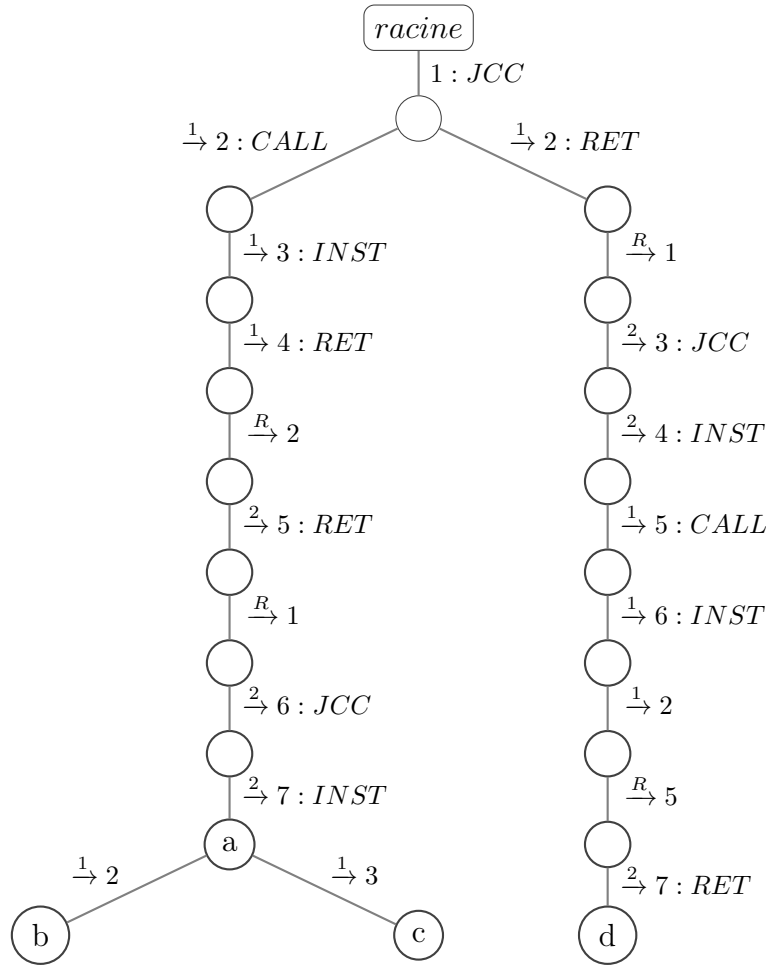 racine
1 : JCC
1→ 2 : CALL
1→ 2 : RET
1→ 3 : INST
R→ 1
1→ 4 : RET
2→ 3 : JCC
R→ 2
2→ 4 : INST
2→ 5 : RET
1→ 5 : CALL
R→ 1
1→ 6 : INST
2→ 6 : JCC
1→ 2
2→ 7 : INST
R→ 5
a
1→ 2
1→ 3
2→ 7 : RET
b
c
d